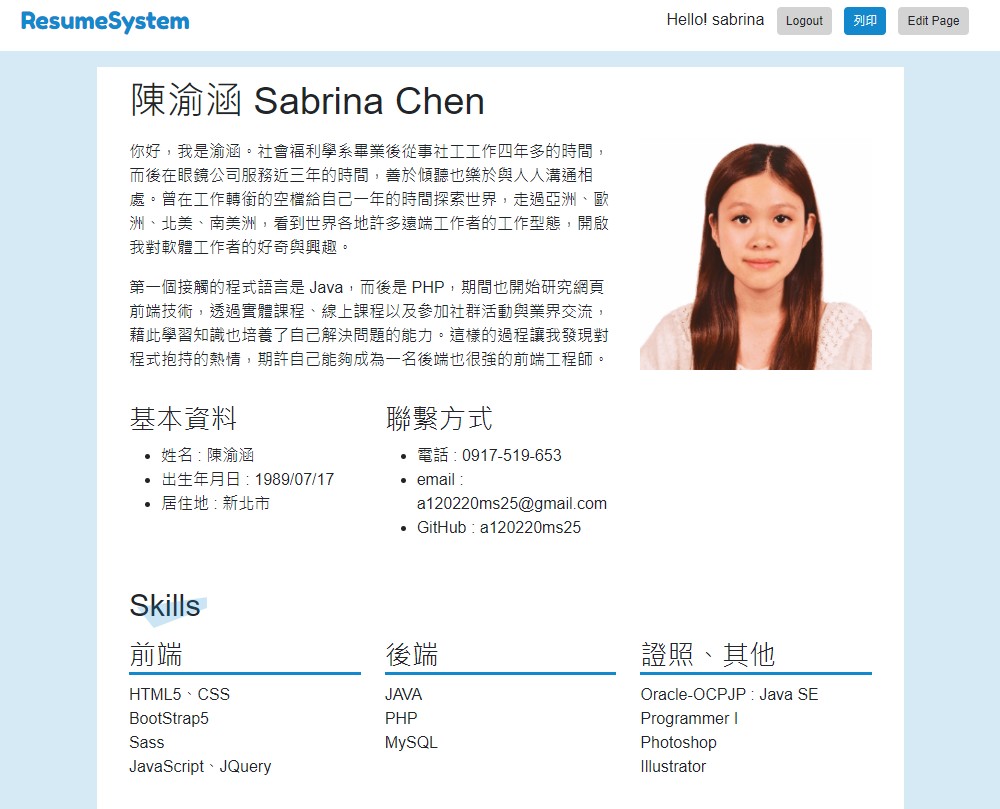 ResumeSystem
Hello! sabrina
Logout
列印
Edit Page
陳渝涵 Sabrina Chen
你好，我是渝涵。社會福利學系畢業後從事社工工作四年多的時間，
而後在眼鏡公司服務近三年的時間，善於傾聽也樂於與人人溝通相
處。曾在工作轉銜的空檔給自己一年的時間探索世界，走過亞洲、歐
洲、北美、南美洲，看到世界各地許多遠端工作者的工作型態，開啟
我對軟體工作者的好奇與興趣。
第一個接觸的程式語言是 Java，而後是 PHP，期間也開始研究網頁
前端技術，透過實體課程、線上課程以及參加社群活動與業界交流，
藉此學習知識也培養了自己解決問題的能力。這樣的過程讓我發現對
程式抱持的熱情，期許自己能夠成為一名後端也很強的前端工程師。
基本資料
姓名 : 陳渝涵
出生年月日 : 1989/07/17
居住地 : 新北市
聯繫方式
電話 : 0917-519-653
email :
a120220ms25@gmail.com
GitHub : a120220ms25
Skills
前端
HTML5、CSS
BootStrap5
Sass
JavaScript、JQuery
後端
JAVA
PHP
MySQL
證照、其他
Oracle-OCPJP : Java SE
Programmer I
Photoshop
Illustrator